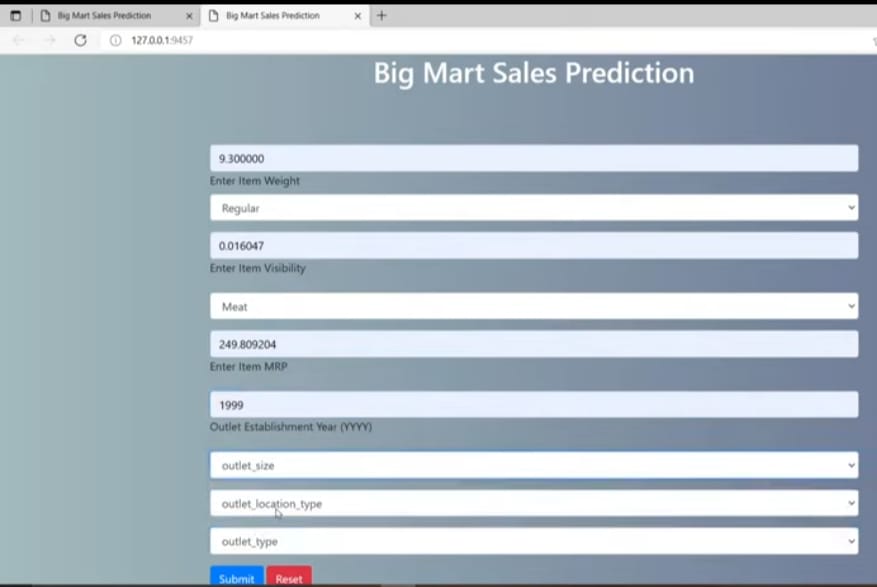 Big Mart Sales Prediction
Big Mart Sales Prediction
127.0.0.1:9457
Big Mart Sales Prediction
9.300000
Enter Item Weight
Regular
0.016047
Enter Item Visibility
Meat
249.809204
Enter Item MRP
1999
Outlet Establishment Year (YYYY)
outlet_size
outlet_location_type
outlet_type
Submit
Reset